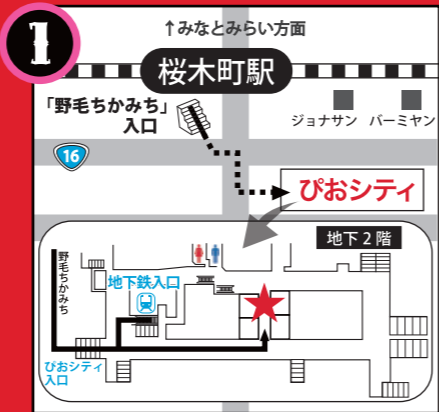 1
↑みなとみらい方面
桜木町駅
「野毛ちかみち」
入口
ジョナサン バーミヤン
16
ぴおシティ
地下2階
野毛ちかみち
地下鉄入口
ぴおシティ
入口